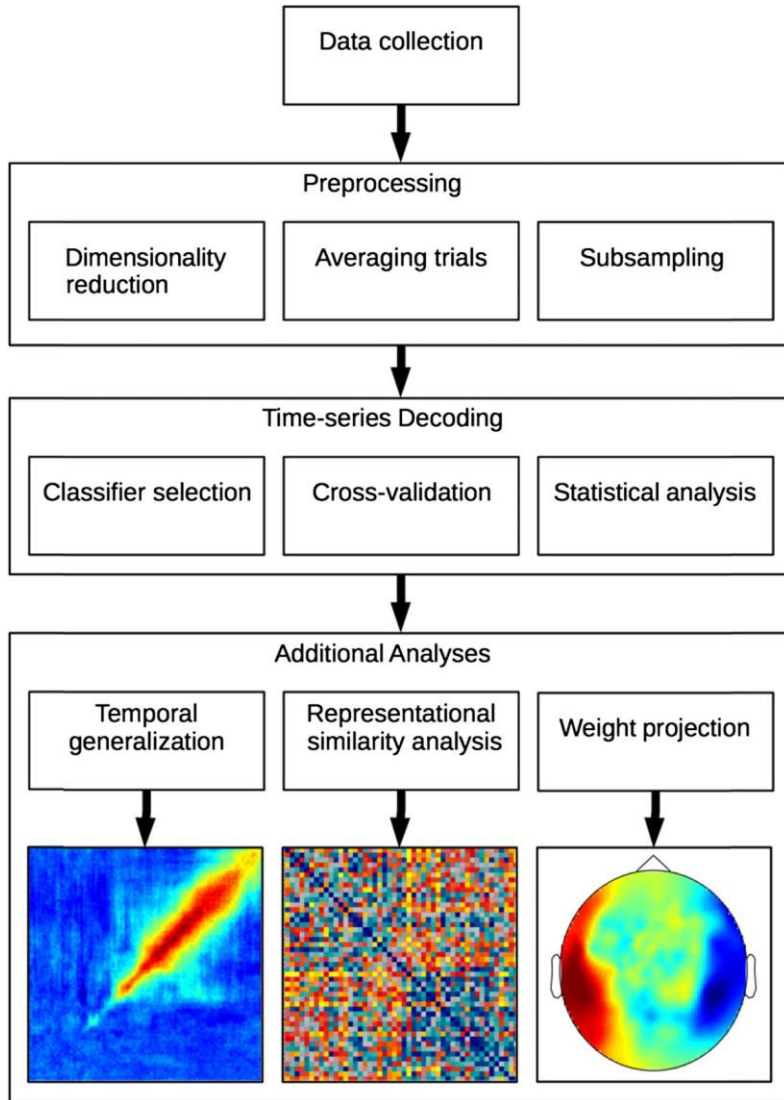 Data collection
Preprocessing
Dimensionality
reduction
Averaging trials
Subsampling
Time-series Decoding
Classifier selection
Cross-validation
Statistical analysis
Additional Analyses
Temporal
generalization
Representational
similarity analysis
Weight projection